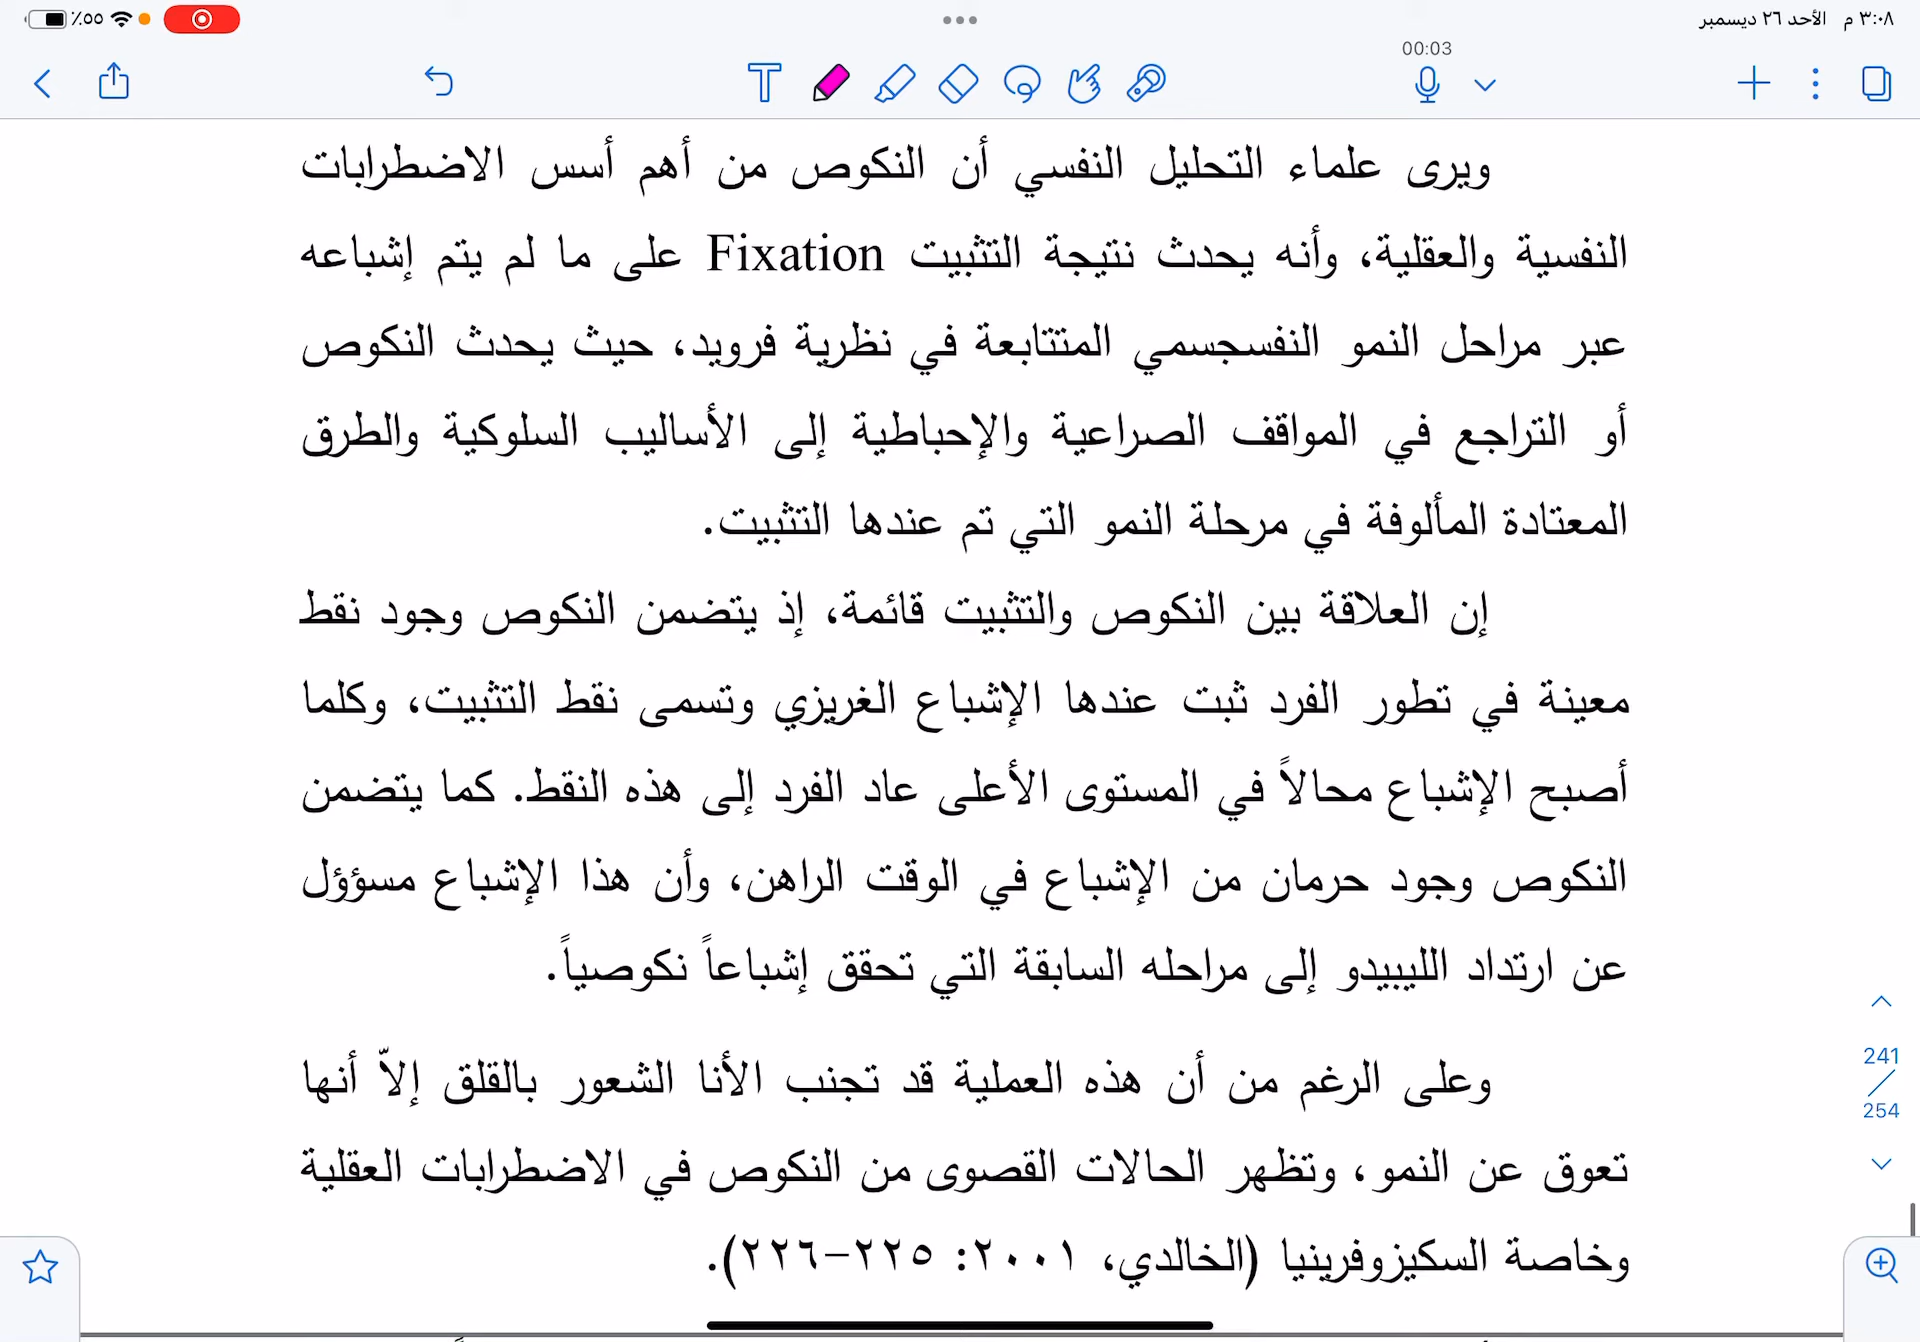 ٣:٠٨ م الأحد ٢٦ ديسمبر
٪٥٥
00:03
ويرى علماء التحليل النفسي أن النكوص من أهم أسس الاضطرابات
النفسية والعقلية، وأنه يحدث نتيجة التثبيت Fixation على ما لم يتم إشباعه
عبر مراحل النمو النفسجسمي المتتابعة في نظرية فرويد، حيث يحدث النكوص
أو التراجع في المواقف الصراعية والإحباطية إلى الأساليب السلوكية والطرق
المعتادة المألوفة في مرحلة النمو التي تم عندها التثبيت.
إن العلاقة بين النكوص والتثبيت قائمة، إذ يتضمن النكوص وجود نقط
معينة في تطور الفرد ثبت عندها الإشباع الغريزي وتسمى نقط التثبيت، وكلما
أصبح الإشباع محالاً في المستوى الأعلى عاد الفرد إلى هذه النقط. كما يتضمن
النكوص وجود حرمان من الإشباع في الوقت الراهن، وأن هذا الإشباع مسؤؤل
عن ارتداد الليبيدو إلى مراحله السابقة التي تحقق إشباعاً نكوصياً.
وعلى الرغم من أن هذه العملية قد تجنب الأنا الشعور بالقلق إلاّ أنها
تعوق عن النمو، وتظهر الحالات القصوى من النكوص في الاضطرابات العقلية
وخاصة السكيزوفرينيا (الخالدي، ٢٠٠١: ٢٢٥-٢٢٦).
241
254